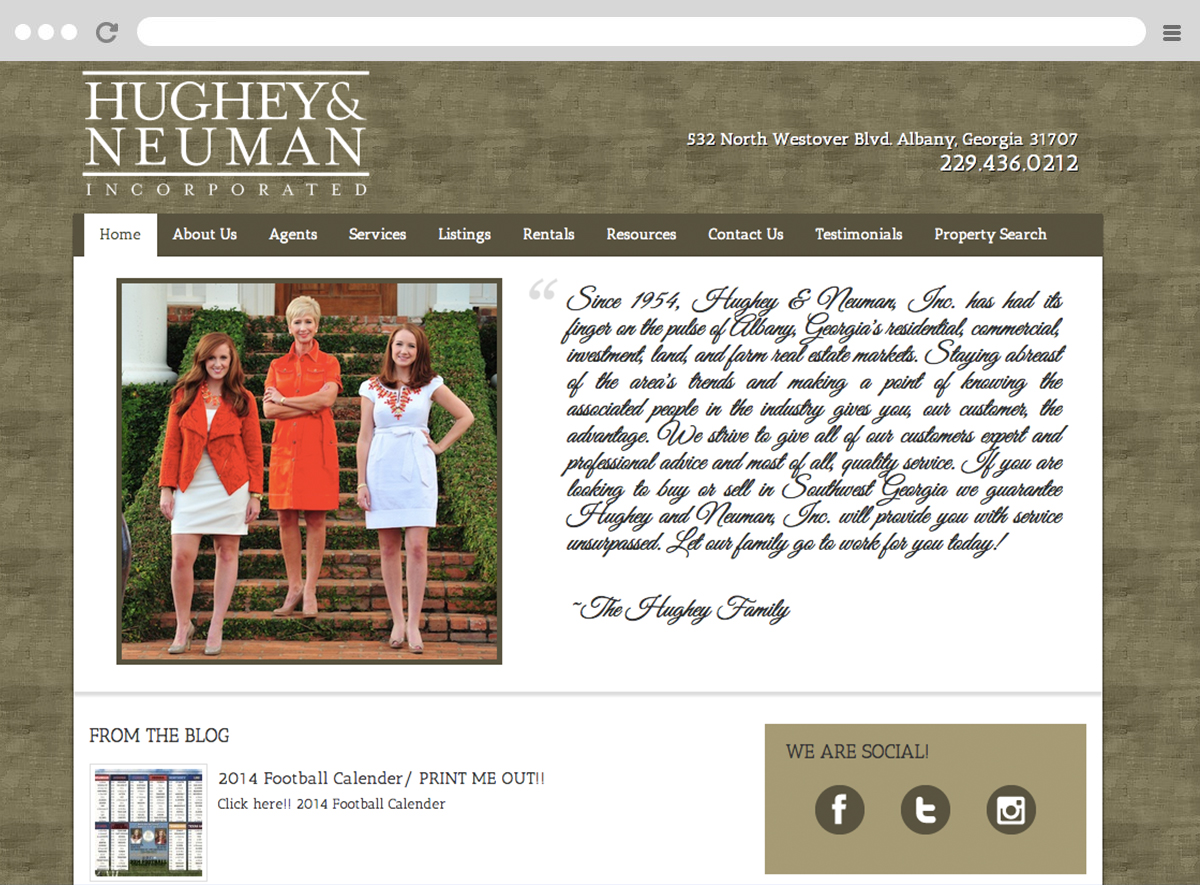 HUGHEY&
NEUMAN
INCORPORATED
532 North Westover Blvd. Albany, Georgia 31707
229.436.0212
Home About Us Agents Services Listings Rentals Resources Contact Us Testimonials Property Search
“
Since 1954, Hughey & Neuman, Inc. has had its
finger on the pulse of Albany, Georgia's residential, commercial,
investment, land, and farm real estate markets. Staying abreast
of the area's trends and making a point of knowing the
associated people in the industry gives you, our customer, the
advantage. We strive to give all of our customers expert and
professional advice and most of all, quality service. If you are
looking to buy or sell in Southwest Georgia we guarantee
Hughey and Neuman, Inc. will provide you with service
unsurpassed. Let our family go to work for you today!
~The Hughey Family
FROM THE BLOG
2014 Football Calender/ PRINT ME OUT!!
Click here!! 2014 Football Calender
WE ARE SOCIAL!